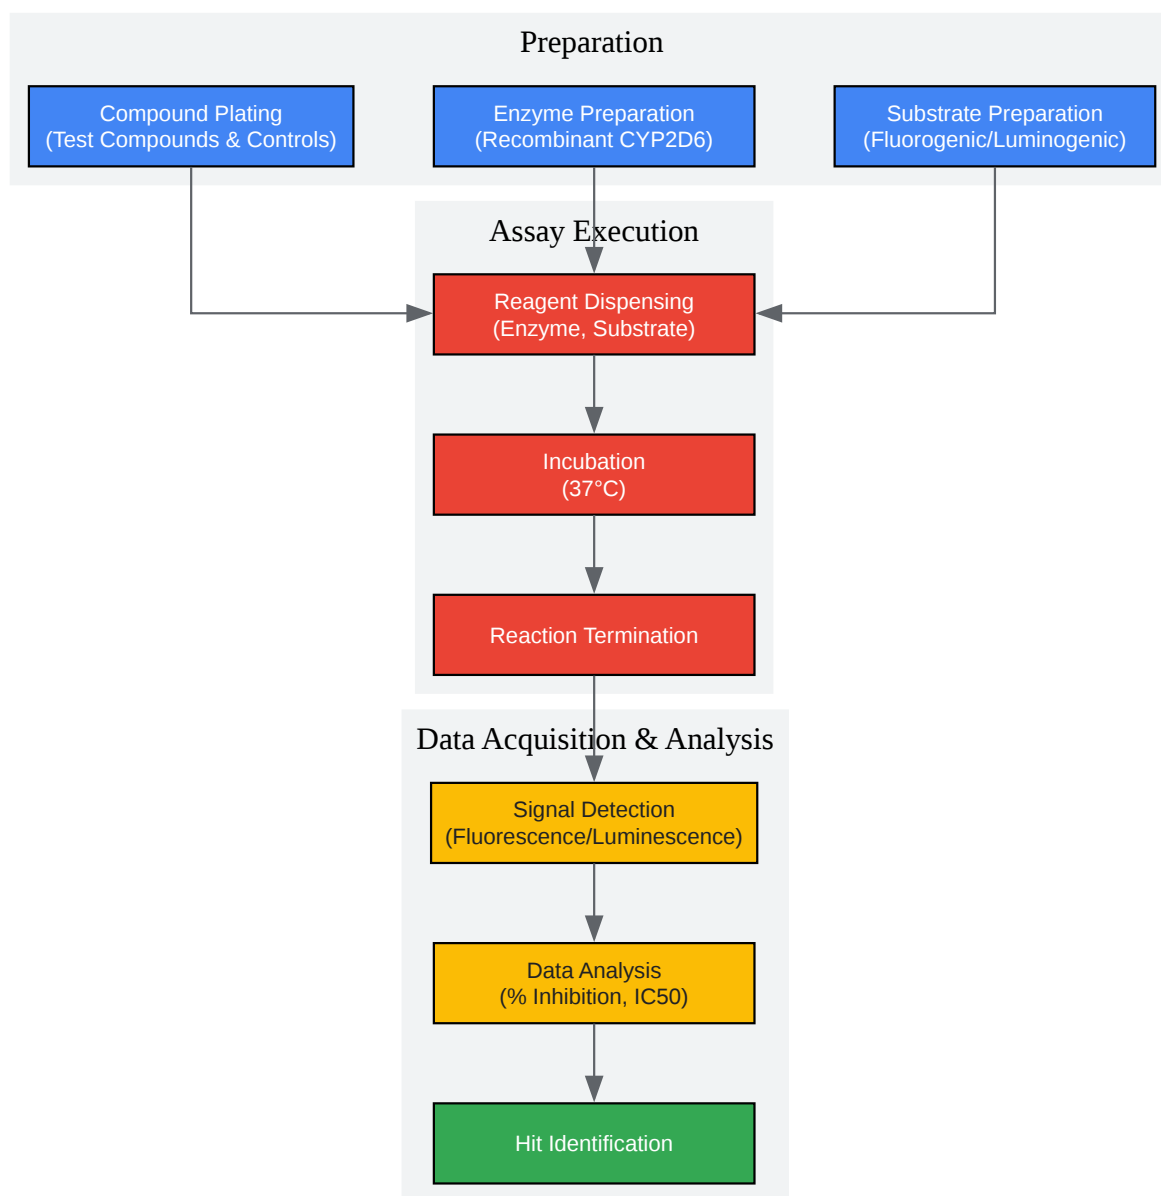 Preparation
Compound Plating
(Test Compounds & Controls)
Enzyme Preparation
(Recombinant CYP2D6)
Substrate Preparation
(Fluorogenic/Luminogenic)
Assay Execution
Reagent Dispensing
(Enzyme, Substrate)
Incubation
(37°C)
Reaction Termination
Data Acquisition & Analysis
Signal Detection
(Fluorescence/Luminescence)
Data Analysis
(% Inhibition, IC50)
Hit Identification